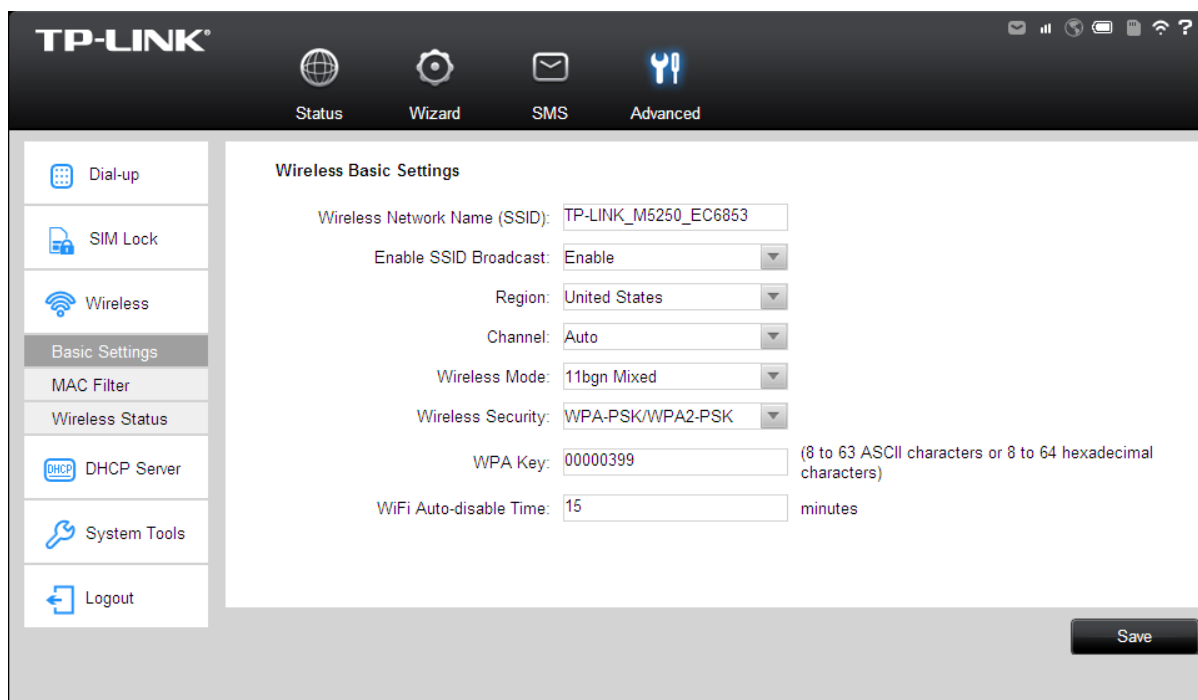 TP-LINK®
?
Status
Wizard
SMS
Advanced
Dial-up
SIM Lock
Wireless
Basic Settings
MAC Filter
Wireless Status
DHCP
DHCP Server
System Tools
Logout
Wireless Basic Settings
Wireless Network Name (SSID): TP-LINK_M5250_EC6853
Enable SSID Broadcast: Enable
Region: United States
Channel: Auto
Wireless Mode: 11bgn Mixed
Wireless Security: WPA-PSK/WPA2-PSK
WPA Key: 00000399 (8 to 63 ASCII characters or 8 to 64 hexadecimal
characters)
WiFi Auto-disable Time: 15 minutes
Save